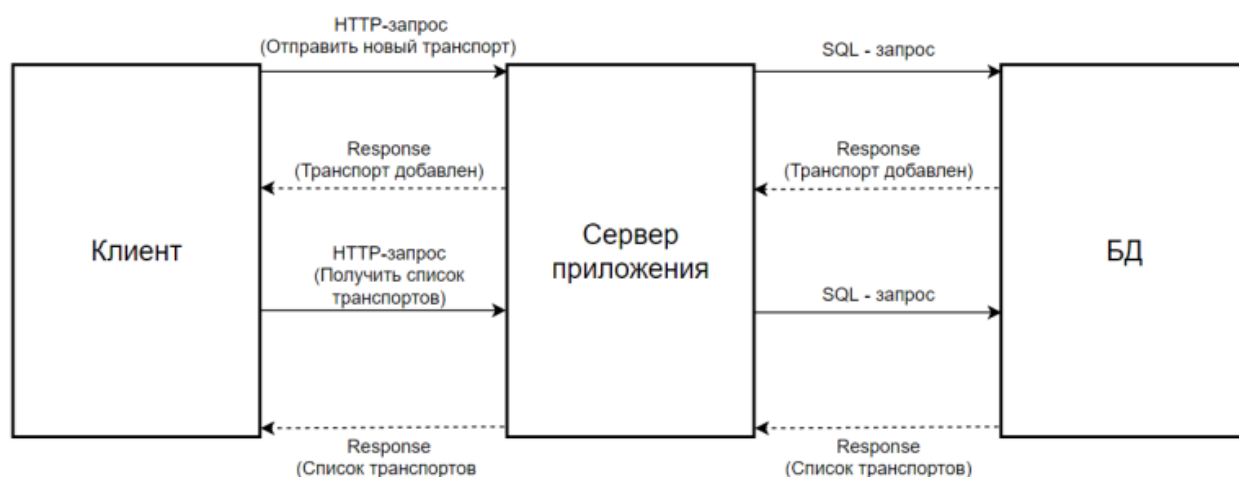 HTTP-запрос
(Отправить новый транспорт)
SQL - запрос
Response
(Транспорт добавлен)
Response
(Транспорт добавлен)
Клиент
HTTP-запрос
(Получить список
транспортов)
Сервер
приложения
SQL - запрос
БД
Response
(Список транспортов
Response
(Список транспортов)